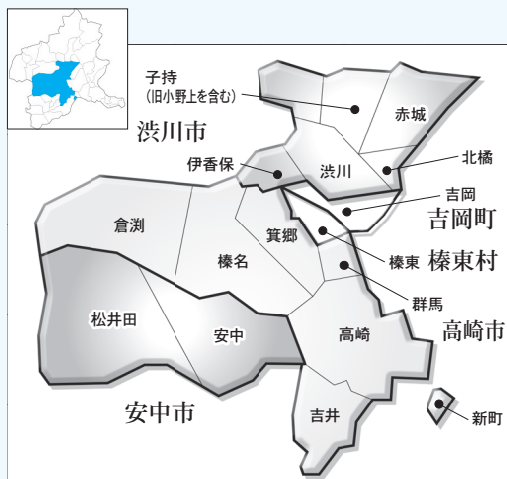 子持
(旧小野上を含む)
赤城
渋川市
伊香保
渋川
北橘
吉岡
吉岡町
倉渕
箕郷
榛名
榛東
榛東村
群馬
松井田
安中
高崎
高崎市
安中市
吉井
新町